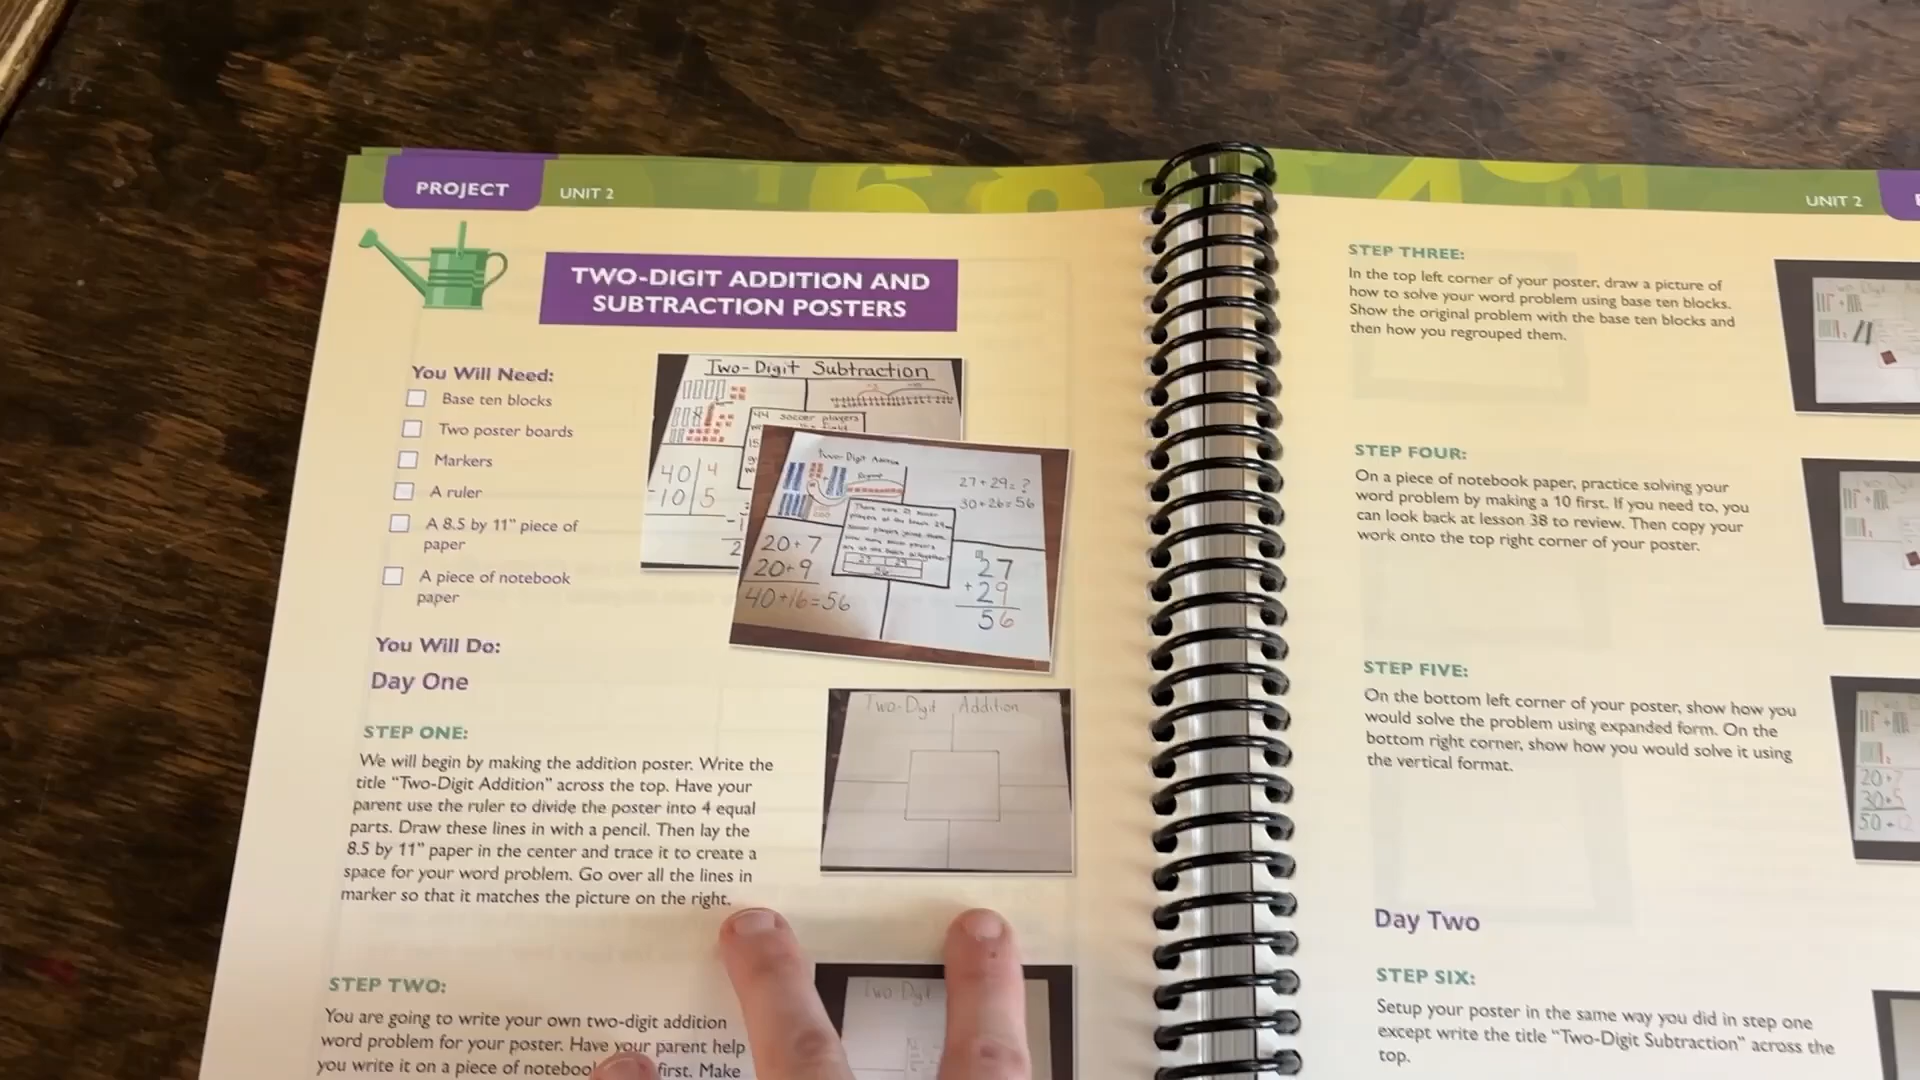 PROJECT
UNIT 2
TWO-DIGIT ADDITION AND
SUBTRACTION POSTERS
You Will Need:
Base ten blocks
Two poster boards
Markers
A ruler
A 8.5 by 11" piece of
paper
A piece of notebook
paper
Two-Digit Subtraction
44 soccer players
40 4
-10 5
Two-Digit Addition
27+29=?
30+26=56
20+7
20+9
40+16=56
27
+29
56
You Will Do:
Day One
STEP ONE:
We will begin by making the addition poster. Write the
title "Two-Digit Addition" across the top. Have your
parent use the ruler to divide the poster into 4 equal
parts. Draw these lines in with a pencil. Then lay the
8.5 by 11" paper in the center and trace it to create a
space for your word problem. Go over all the lines in
marker so that it matches the picture on the right.
Two-Digit Addition
STEP TWO:
You are going to write your own two-digit addition
word problem for your poster. Have your parent help
you write it on a piece of first. Make
Two-Digit
UNIT 2
STEP THREE:
In the top left corner of your poster, draw a picture of
how to solve your word problem using base ten blocks.
Show the original problem with the base ten blocks and
then how you regrouped them.
STEP FOUR:
On a piece of notebook paper, practice solving your
word problem by making a 10 first. If you need to, you
can look back at lesson 38 to review. Then copy your
work onto the top right corner of your poster.
STEP FIVE:
On the bottom left corner of your poster, show how you
would solve the problem using expanded form. On the
bottom right corner, show how you would solve it using
the vertical format.
20+7
30+5
50+12
Day Two
STEP SIX:
Setup your poster in the same way you did in step one
except write the title "Two-Digit Subtraction" across the
top.